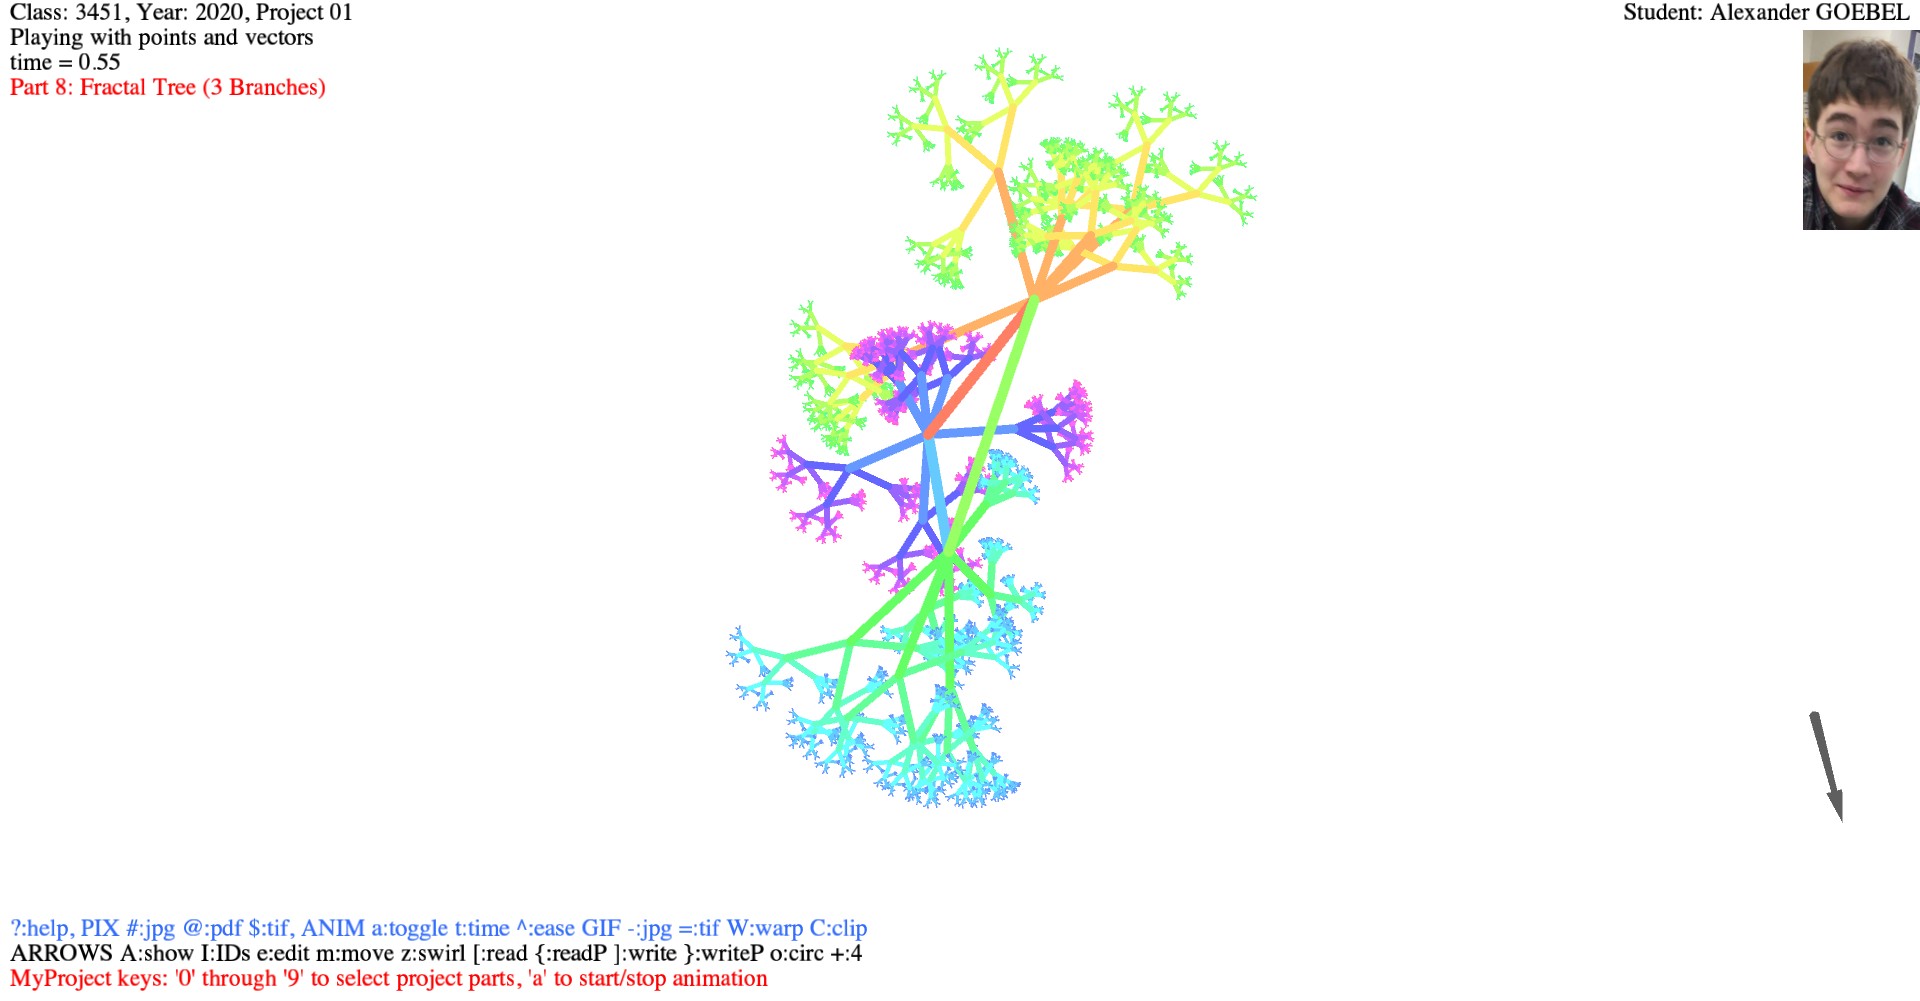 Class: 3451, Year: 2020, Project 01
Student: Alexander GOEBEL
Playing with points and vectors
time = 0.55
Part 8: Fractal Tree (3 Branches)
?:help, PIX #:jpg @:pdf $:tif, ANIM a:toggle t:time ^:ease GIF -:jpg =:tif W:warp C:clip
ARROWS A:show I:IDs e:edit m:move z:swirl [:read {:readP ]:write }:writeP o:circ +:4
MyProject keys: '0' through '9' to select project parts, 'a' to start/stop animation